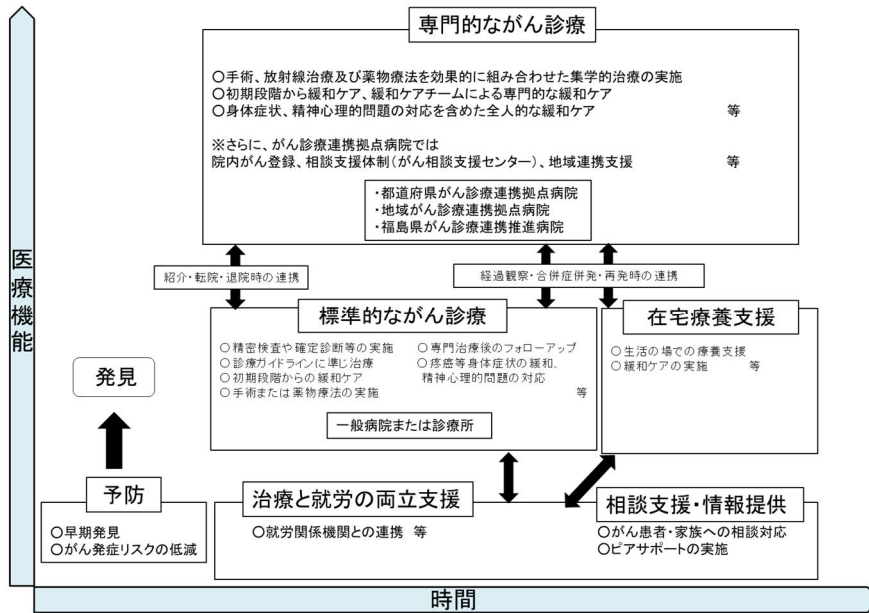 専門的ながん診療
○手術、放射線治療及び薬物療法を効果的に組み合わせた集学的治療の実施
○初期段階から緩和ケア、緩和ケアチームによる専門的な緩和ケア
○身体症状、精神心理的問題の対応を含めた全人的な緩和ケア 等
※さらに、がん診療連携拠点病院では
院内がん登録、相談支援体制(がん相談支援センター)、地域連携支援 等
・都道府県がん診療連携拠点病院
・地域がん診療連携拠点病院
・福島県がん診療連携推進病院
紹介・転院・退院時の連携
経過観察・合併症併発・再発時の連携
医療機能
標準的ながん診療
○精密検査や確定診断等の実施
○診療ガイドラインに準じ治療
○初期段階からの緩和ケア
○手術または薬物療法の実施
○専門治療後のフォローアップ
○疼癌等身体症状の緩和.
精神心理的問題の対応
等
一般病院または診療所
在宅療養支援
○生活の場での療養支援
○緩和ケアの実施 等
発見
予防
○早期発見
○がん発症リスクの低減
治療と就労の両立支援
○就労関係機関との連携 等
相談支援・情報提供
○がん患者・家族への相談対応
○ピアサポートの実施
時間